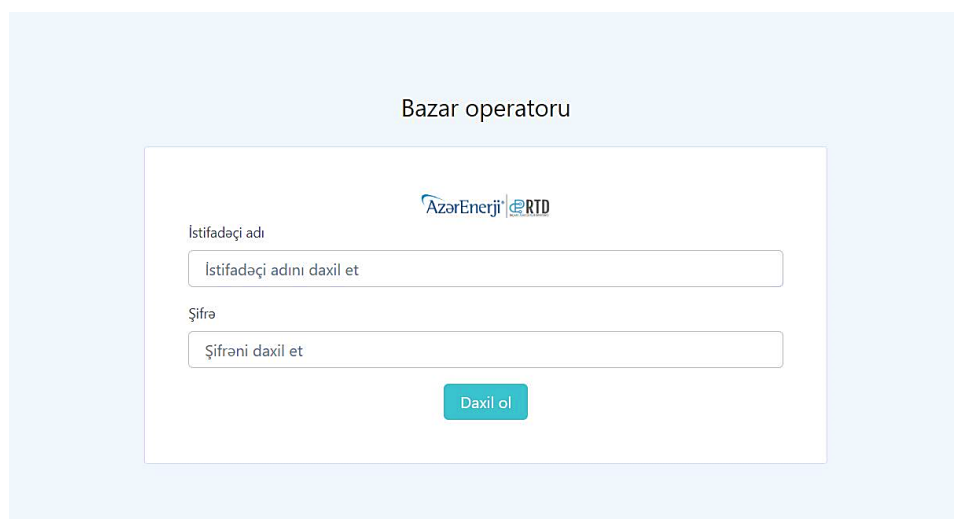 Bazar operatoru
AzərEnerji RTD
İstifadəçi adı
İstifadəçi adını daxil et
Şifrə
Şifrəni daxil et
Daxil ol